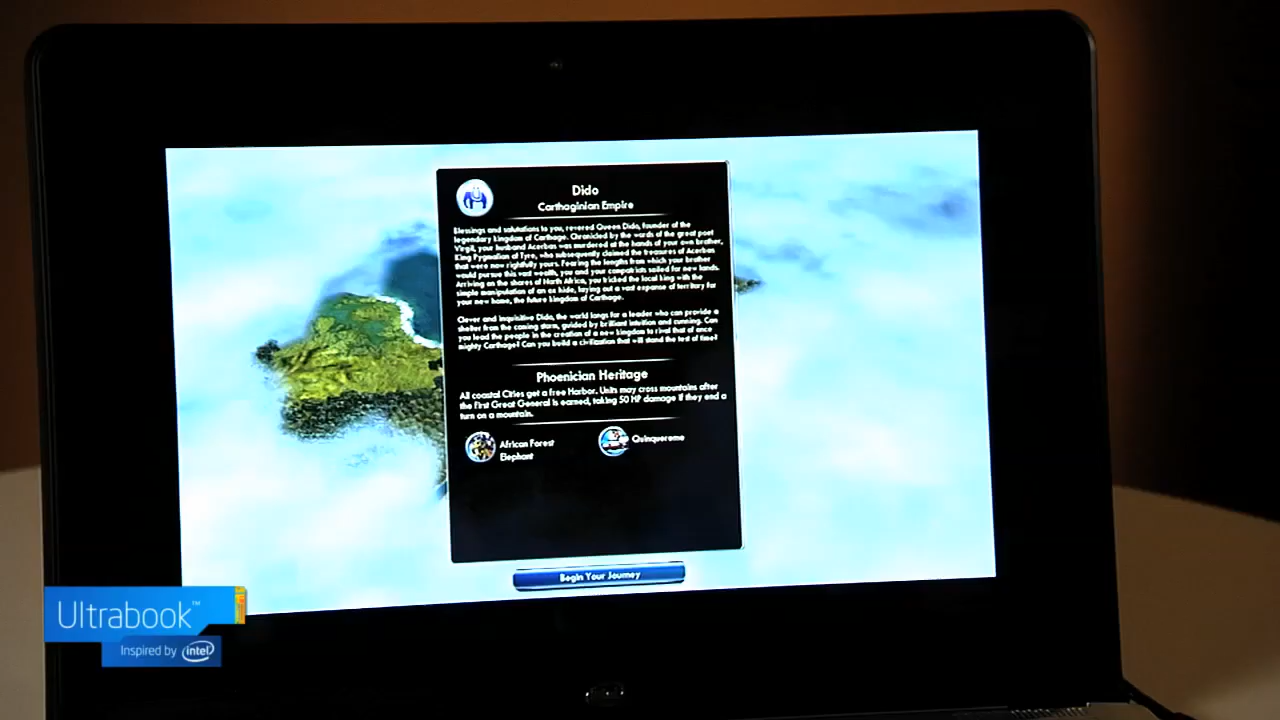 Dido
Carthaginian Empire
Blessings and salutations to you, revered Queen Dido, founder of the
legendary kingdom of Carthage. Chronicled by the words of the great poet
Virgil, your husband Acerbas was murdered at the hands of your own brother,
King Pygmalion of Tyre, who subsequently claimed the treasures of Acerbas
that were now rightfully yours. Fearing the lengths from which your brother
would pursue this vast wealth, you and your compatriots sailed for new lands.
Arriving on the shores of North Africa, you tricked the local king with the
simple manipulation of an ox hide, laying out a vast expanse of territory for
your new home, the future kingdom of Carthage.
Clever and inquisitive Dido, the world longs for a leader who can provide a
shelter from the coming storm, guided by brilliant intuition and cunning. Can
you lead the people in the creation of a new kingdom to rival that of once
mighty Carthage? Can you build a civilization that will stand the test of time?
Phoenician Heritage
All coastal Cities get a free Harbor. Units may cross mountains after
the First Great General is earned, taking 50 HP damage if they end a
turn on a mountain.
African Forest
Elephant
Quinquereme
Begin Your Journey
Ultrabook™
Inspired by intel